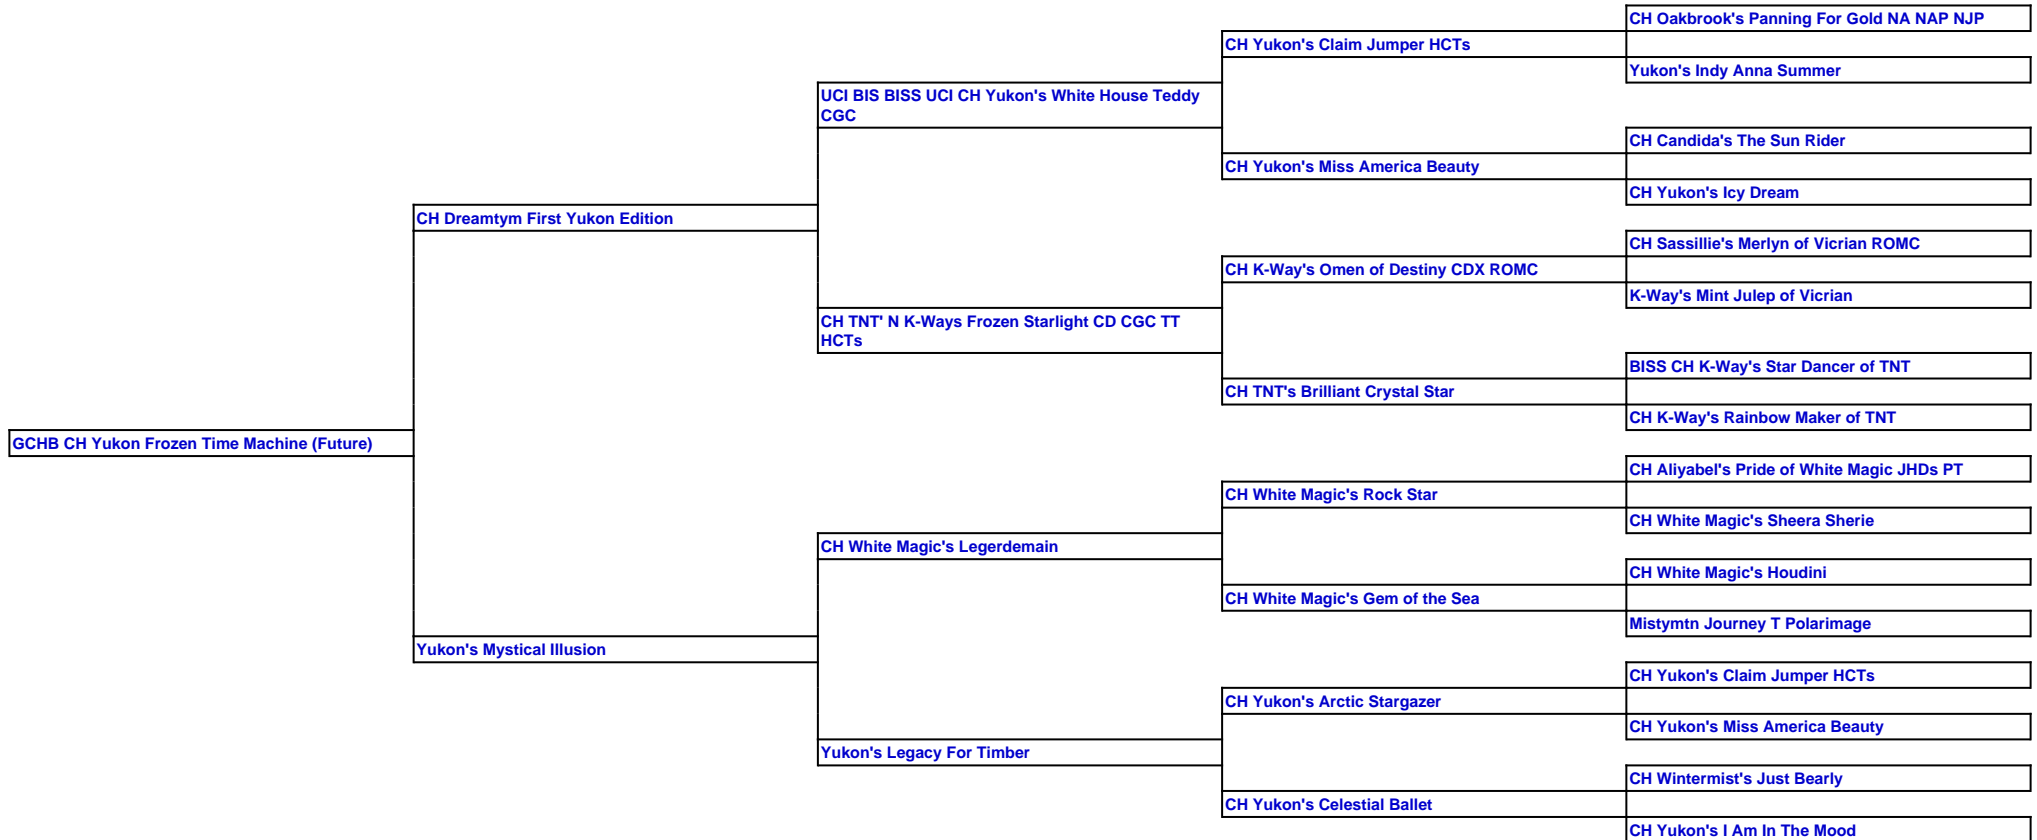 CH Oakbrook's Panning For Gold NA NAP NJP
CH Yukon's Claim Jumper HCTs
Yukon's Indy Anna Summer
UCI BIS BISS UCI CH Yukon's White House Teddy
CGC
CH Candida's The Sun Rider
CH Yukon's Miss America Beauty
CH Yukon's Icy Dream
CH Dreamtym First Yukon Edition
CH Sassillie's Merlyn of Vicrian ROMC
CH K-Way's Omen of Destiny CDX ROMC
K-Way's Mint Julep of Vicrian
CH TNT' N K-Ways Frozen Starlight CD CGC TT
HCTs
BISS CH K-Way's Star Dancer of TNT
CH TNT's Brilliant Crystal Star
CH K-Way's Rainbow Maker of TNT
GCHB CH Yukon Frozen Time Machine (Future)
CH Aliyabel's Pride of White Magic JHDs PT
CH White Magic's Rock Star
CH White Magic's Sheera Sherie
CH White Magic's Legerdemain
CH White Magic's Houdini
CH White Magic's Gem of the Sea
Mistymtn Journey T Polarimage
Yukon's Mystical Illusion
CH Yukon's Claim Jumper HCTs
CH Yukon's Arctic Stargazer
CH Yukon's Miss America Beauty
Yukon's Legacy For Timber
CH Wintermist's Just Bearly
CH Yukon's Celestial Ballet
CH Yukon's I Am In The Mood